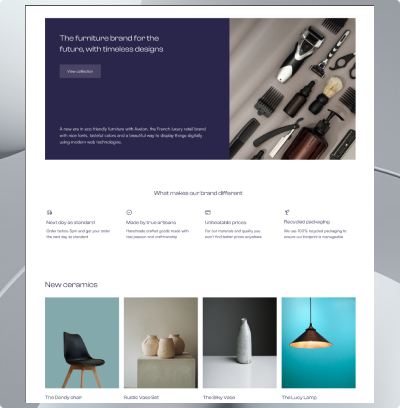 The furniture brand for the
future, with timeless designs
View collection
A new era in eco friendly furniture with Avelon, the French luxury retail brand
with nice fonts, tasteful colors and a beautiful way to display things digitally
using modern web technologies.
What makes our brand different
Next day as standard
Order before 3pm and get your order
the next day as standard
Made by true artisans
Handmade crafted goods made with
real passion and craftmanship
Unbeatable prices
For our materials and quality you
won't find better prices anywhere
Recycled packaging
We use 100% recycled packaging to
ensure our footprint is manageable
New ceramics
The Dandy chair
Rustic Vase Set
The Silky Vase
The Lucy Lamp